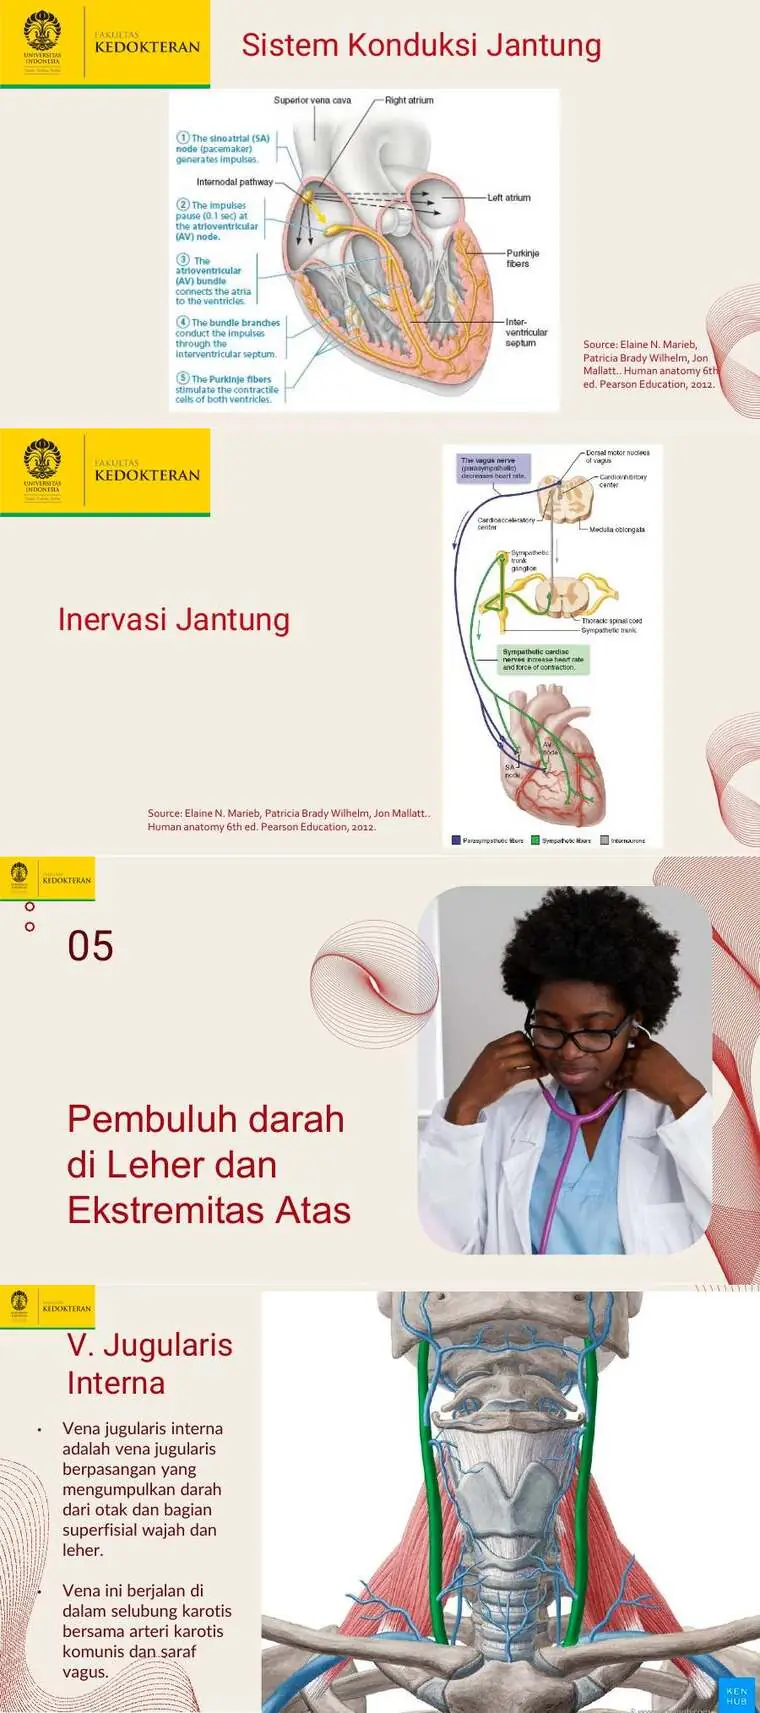 UNIVERSITAS
INDONESIA
FAKULTAS
KEDOKTERAN
Sistem Konduksi Jantung
Superior vena cava
Right atrium
1 The sinoatrial (SA)
node (pacemaker)
generates impulses.
Internodal pathway
2 The impulses
pause (0.1 sec) at
the atrioventricular
(AV) node.
Left atrium
3 The
atrioventricular
(AV) bundle
connects the atria
to the ventricles.
Purkinje
fibers
4 The bundle branches
conduct the impulses
through the
interventricular septum.
Inter-
ventricular
septum
5 The Purkinje fibers
stimulate the contractile
cells of both ventricles.
Source: Elaine N. Marieb,
Patricia Brady Wilhelm, Jon
Mallatt.. Human anatomy 6th
ed. Pearson Education, 2012.
UNIVERSITAS
INDONESIA
FAKULTAS
KEDOKTERAN
Inervasi Jantung
The vagus nerve
(parasympathetic)
decreases heart rate.
Dorsal motor nucleus
of vagus
Cardioinhibitory
center
Cardioacceleratory
center
Medulla oblongata
Sympathetic
trunk
ganglion
Thoracic spinal cord
Sympathetic trunk
Sympathetic cardiac
nerves increase heart rate
and force of contraction.
AV
node
SA
node
Parasympathetic fibers
Sympathetic fibers
Interneurons
Source: Elaine N. Marieb, Patricia Brady Wilhelm, Jon Mallatt..
Human anatomy 6th ed. Pearson Education, 2012.
KEDOKTERAN
05
Pembuluh darah
di Leher dan
Ekstremitas Atas
KEDOKTERAN
V. Jugularis
Interna
• Vena jugularis interna
adalah vena jugularis
berpasangan yang
mengumpulkan darah
dari otak dan bagian
superfisial wajah dan
leher.
• Vena ini berjalan di
dalam selubung karotis
bersama arteri karotis
komunis dan saraf
vagus.
KEN
HUB